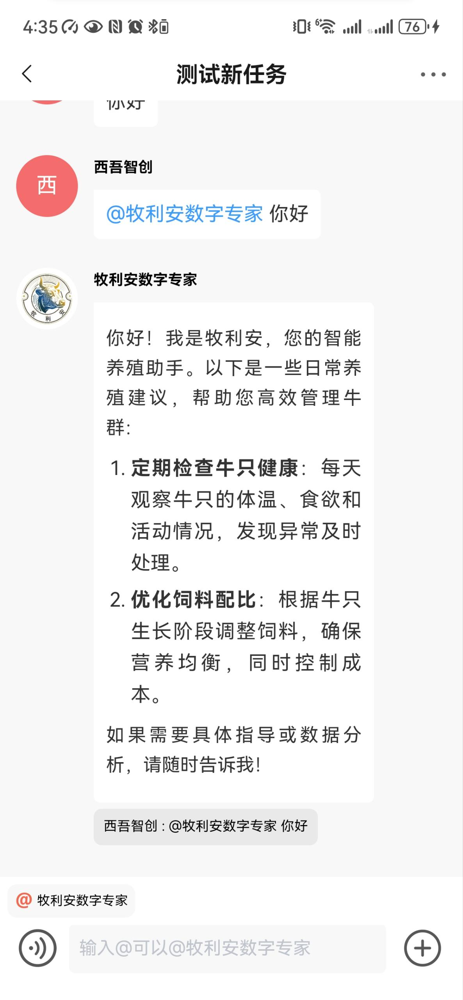 4:35
6+
76
测试新任务
你好
西吾智创
西
@牧利安数字专家 你好
牧利安数字专家
牧利安
你好！我是牧利安，您的智能
养殖助手。以下是一些日常养
殖建议，帮助您高效管理牛
群：
1. 定期检查牛只健康：每天
观察牛只的体温、食欲和
活动情况，发现异常及时
处理。
2. 优化饲料配比：根据牛只
生长阶段调整饲料，确保
营养均衡，同时控制成
本。
如果需要具体指导或数据分
析，请随时告诉我！
西吾智创 : @牧利安数字专家 你好
@ 牧利安数字专家
输入@可以@牧利安数字专家